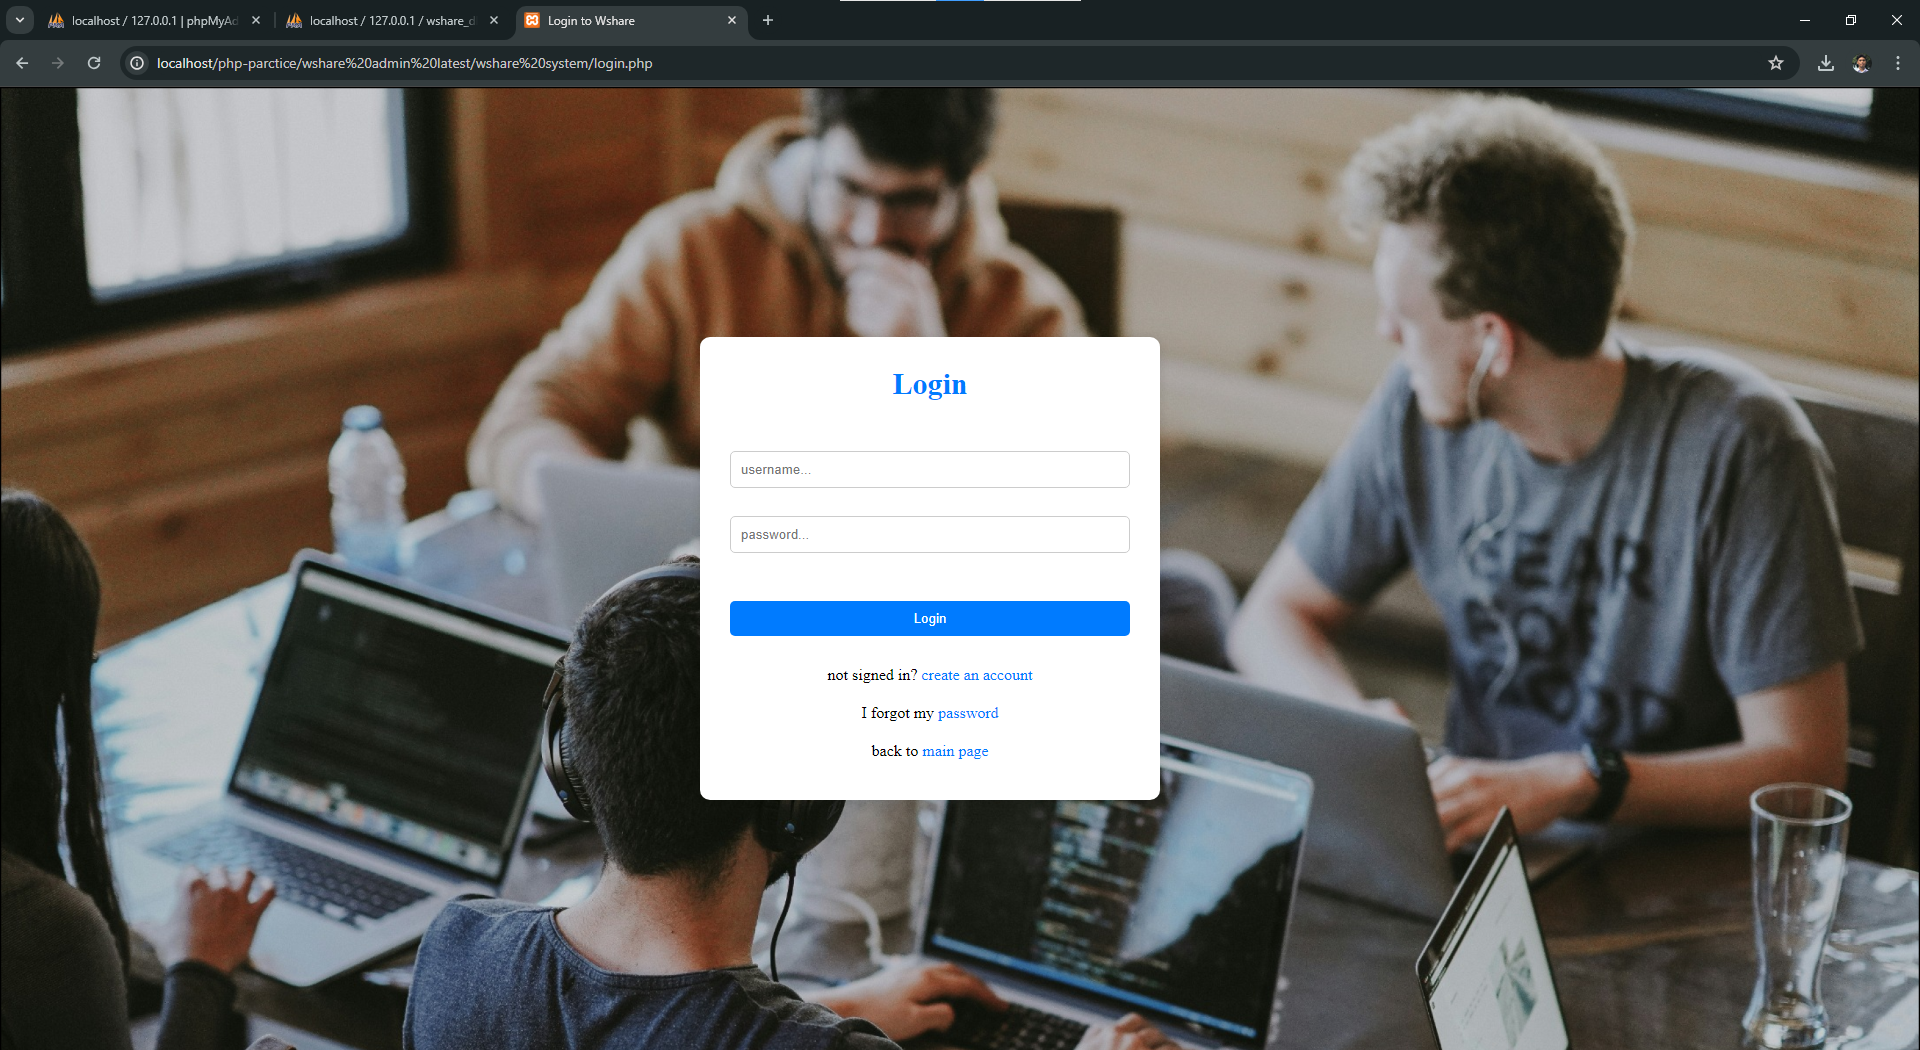 localhost / 127.0.0.1 | phpMyAd
localhost / 127.0.0.1 / wshare_d
Login to Wshare
localhost/php-parctice/wshare%20admin%20latest/wshare%20system/login.php
Login
username...
password...
Login
not signed in? create an account
I forgot my password
back to main page